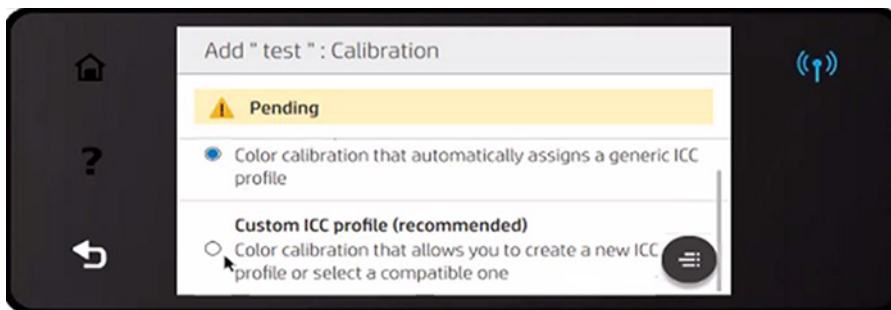 Add " test " : Calibration
Pending
Color calibration that automatically assigns a generic ICC
profile
Custom ICC profile (recommended)
Color calibration that allows you to create a new ICC
profile or select a compatible one
?